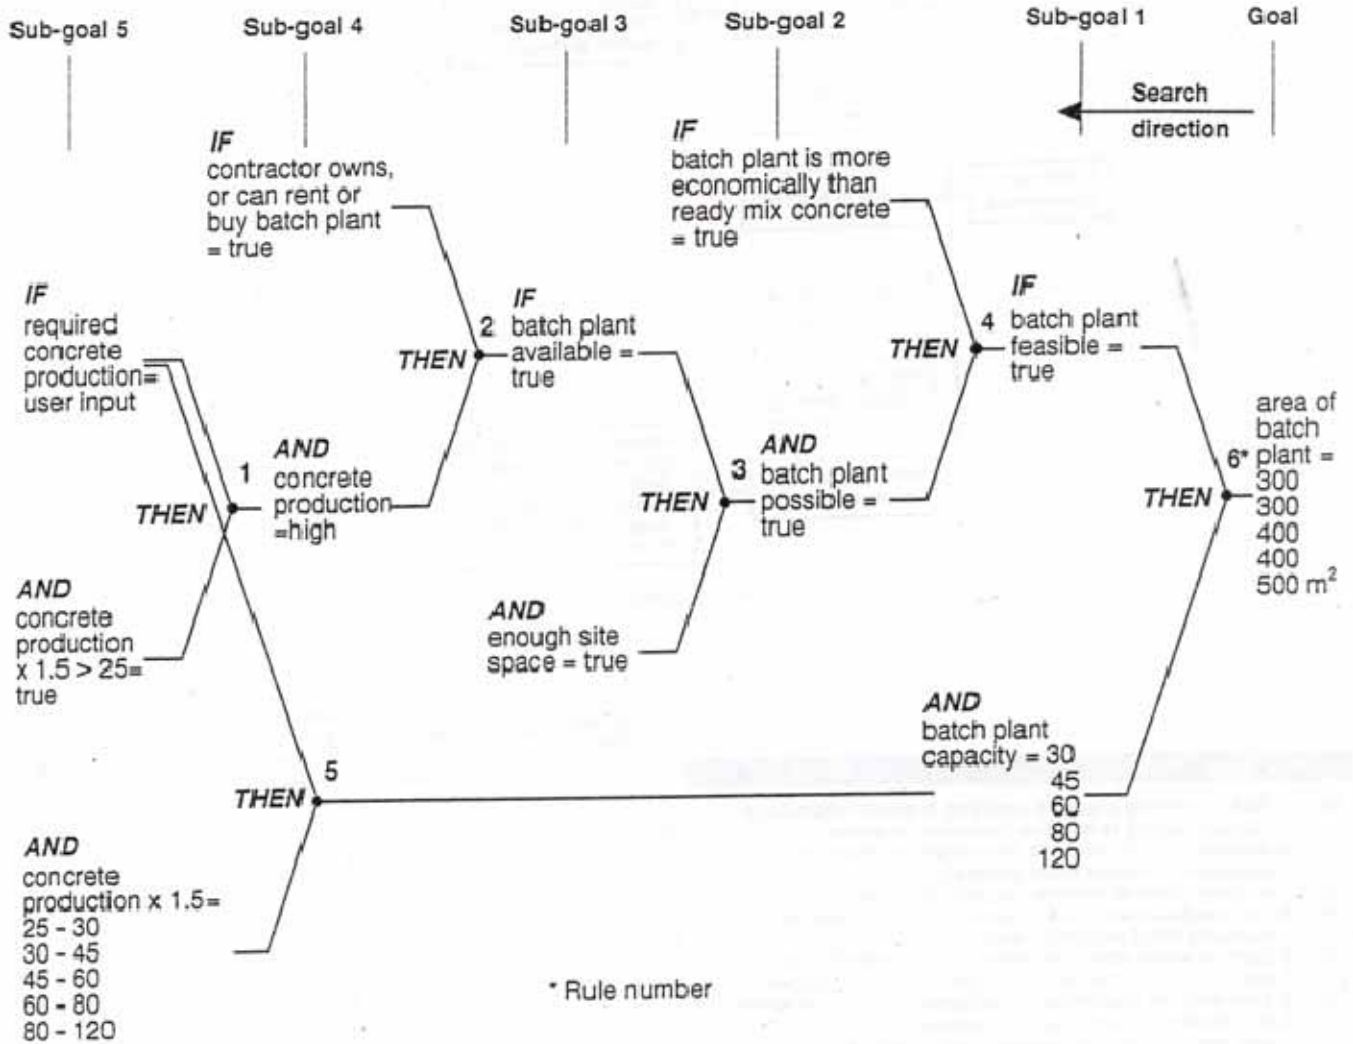 Sub-goal 5
Sub-goal 4
Sub-goal 3
Sub-goal 2
Sub-goal 1
Goal
Search
direction
IF
contractor owns,
or can rent or
buy batch plant
= true
IF
batch plant is more
economically than
ready mix concrete
= true
IF
required
concrete
production=
user input
2
IF
batch plant
available =
true
THEN
4
IF
batch plant
feasible =
true
THEN
1
AND
concrete
production
=high
THEN
3
AND
batch plant
possible =
true
THEN
6*
area of
batch
plant =
300
300
400
400
500 m²
THEN
AND
concrete
production
x 1.5 > 25=
true
AND
enough site
space = true
5
THEN
AND
batch plant
capacity = 30
45
60
80
120
AND
concrete
production x 1.5=
25 - 30
30 - 45
45 - 60
60 - 80
80 - 120
* Rule number